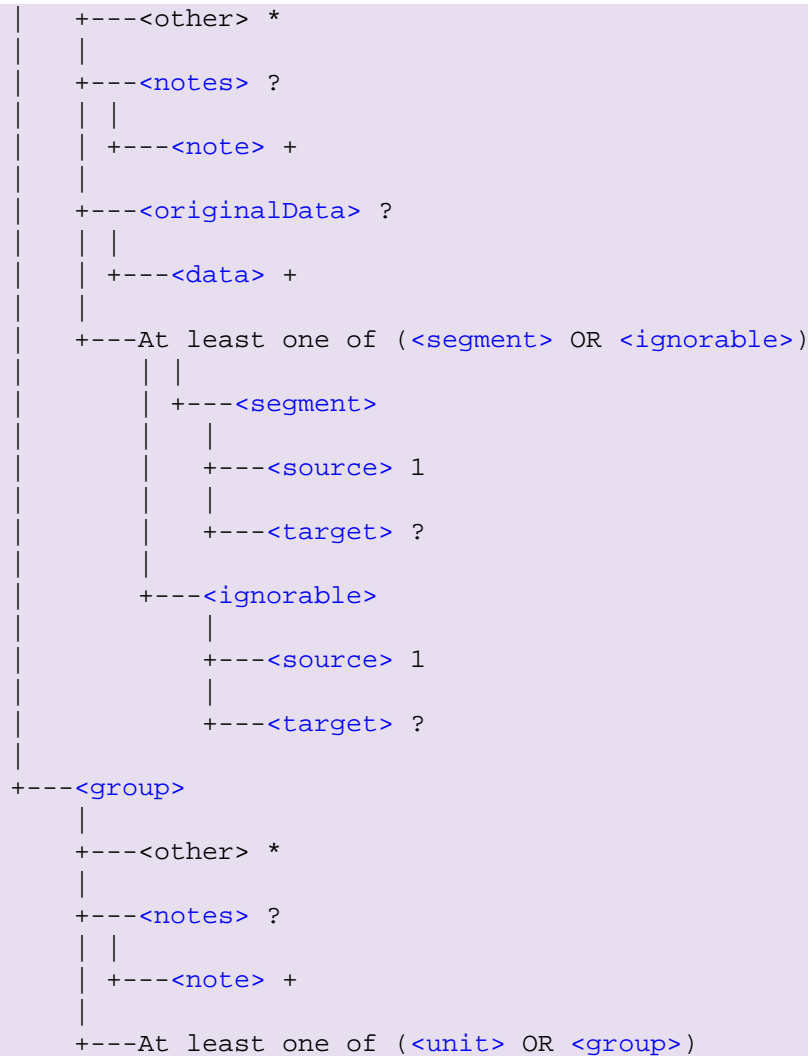 |    +---<other> *
|    |
|    +---<notes> ?
|    | |
|    | +---<note> +
|    |
|    +---<originalData> ?
|    | |
|    | +---<data> +
|    |
|    +---At least one of (<segment> OR <ignorable>)
|        | |
|        | +---<segment>
|        |   |
|        |   +---<source> 1
|        |   |
|        |   +---<target> ?
|        |
|        +---<ignorable>
|            |
|            +---<source> 1
|            |
|            +---<target> ?
|
+---<group>
    |
    +---<other> *
    |
    +---<notes> ?
    | |
    | +---<note> +
    |
    +---At least one of (<unit> OR <group>)